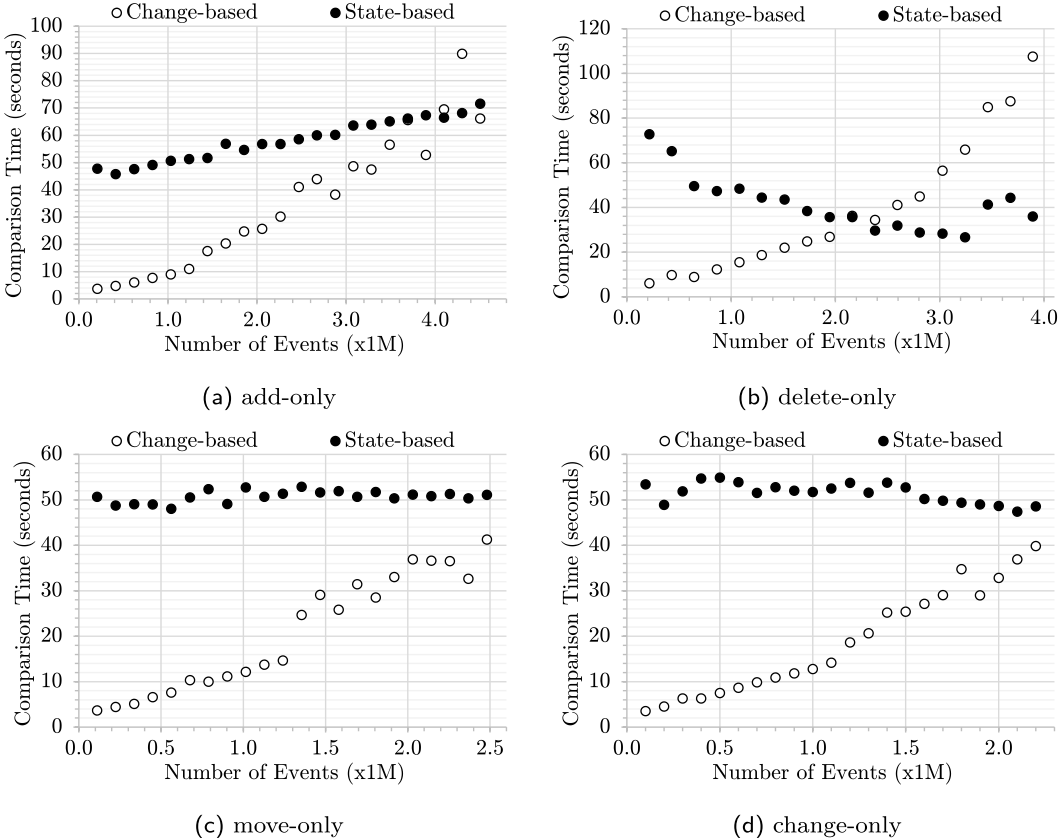 Change-based State-based
100
90
80
70
60
50
40
30
20
10
0
0.0 1.0 2.0 3.0 4.0
Comparison Time (seconds)
Number of Events (x1M)
(a) add-only
Change-based State-based
120
100
80
60
40
20
0
0.0 1.0 2.0 3.0 4.0
Comparison Time (seconds)
Number of Events (x1M)
(b) delete-only
Change-based State-based
60
50
40
30
20
10
0
0.0 0.5 1.0 1.5 2.0 2.5
Comparison Time (seconds)
Number of Events (x1M)
(c) move-only
Change-based State-based
60
50
40
30
20
10
0
0.0 0.5 1.0 1.5 2.0
Comparison Time (seconds)
Number of Events (x1M)
(d) change-only